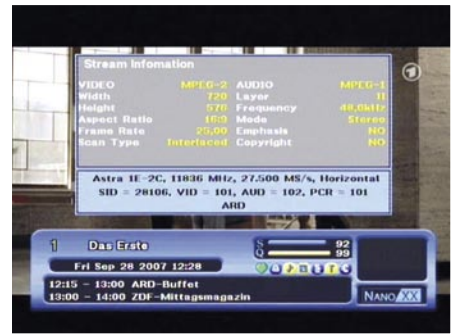 Stream Infomation
VIDEO MPEG-2 AUDIO MPEG-1
Width 720 Layer II
Height 576 Frequency 48,0kHz
Aspect Ratio 16:9 Mode Stereo
Frame Rate 25,00 Emphasis NO
Scan Type Interlaced Copyright NO
Astra 1E-2C, 11836 MHz, 27.500 MS/s, Horizontal
SID = 28106, VID = 101, AUD = 102, PCR = 101
ARD
1 Das Erste S 92
Q 99
Fri Sep 28 2007 12:28
12:15 - 13:00 ARD-Buffet
13:00 - 14:00 ZDF-Mittagsmagazin
NANO XX